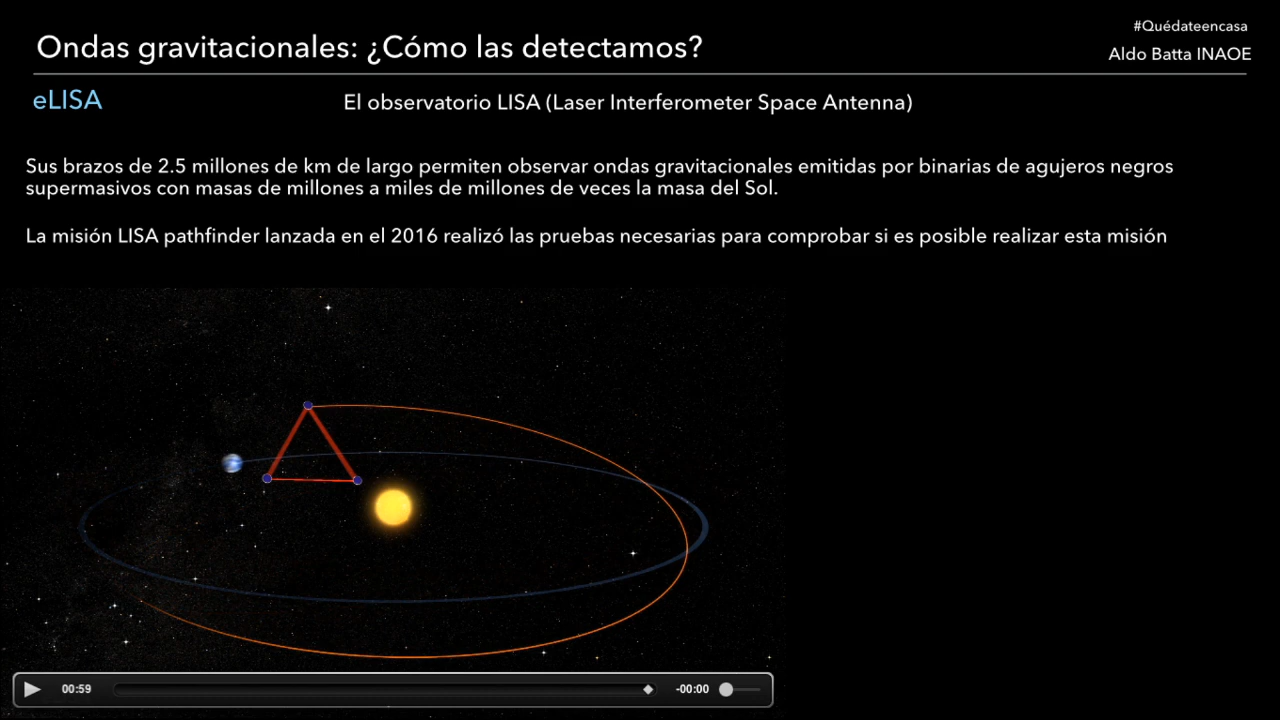 #Quédateencasa
Ondas gravitacionales: ¿Cómo las detectamos?
Aldo Batta INAOE
eLISA
El observatorio LISA (Laser Interferometer Space Antenna)
Sus brazos de 2.5 millones de km de largo permiten observar ondas gravitacionales emitidas por binarias de agujeros negros
supermasivos con masas de millones a miles de millones de veces la masa del Sol.
La misión LISA pathfinder lanzada en el 2016 realizó las pruebas necesarias para comprobar si es posible realizar esta misión
00:59
-00:00